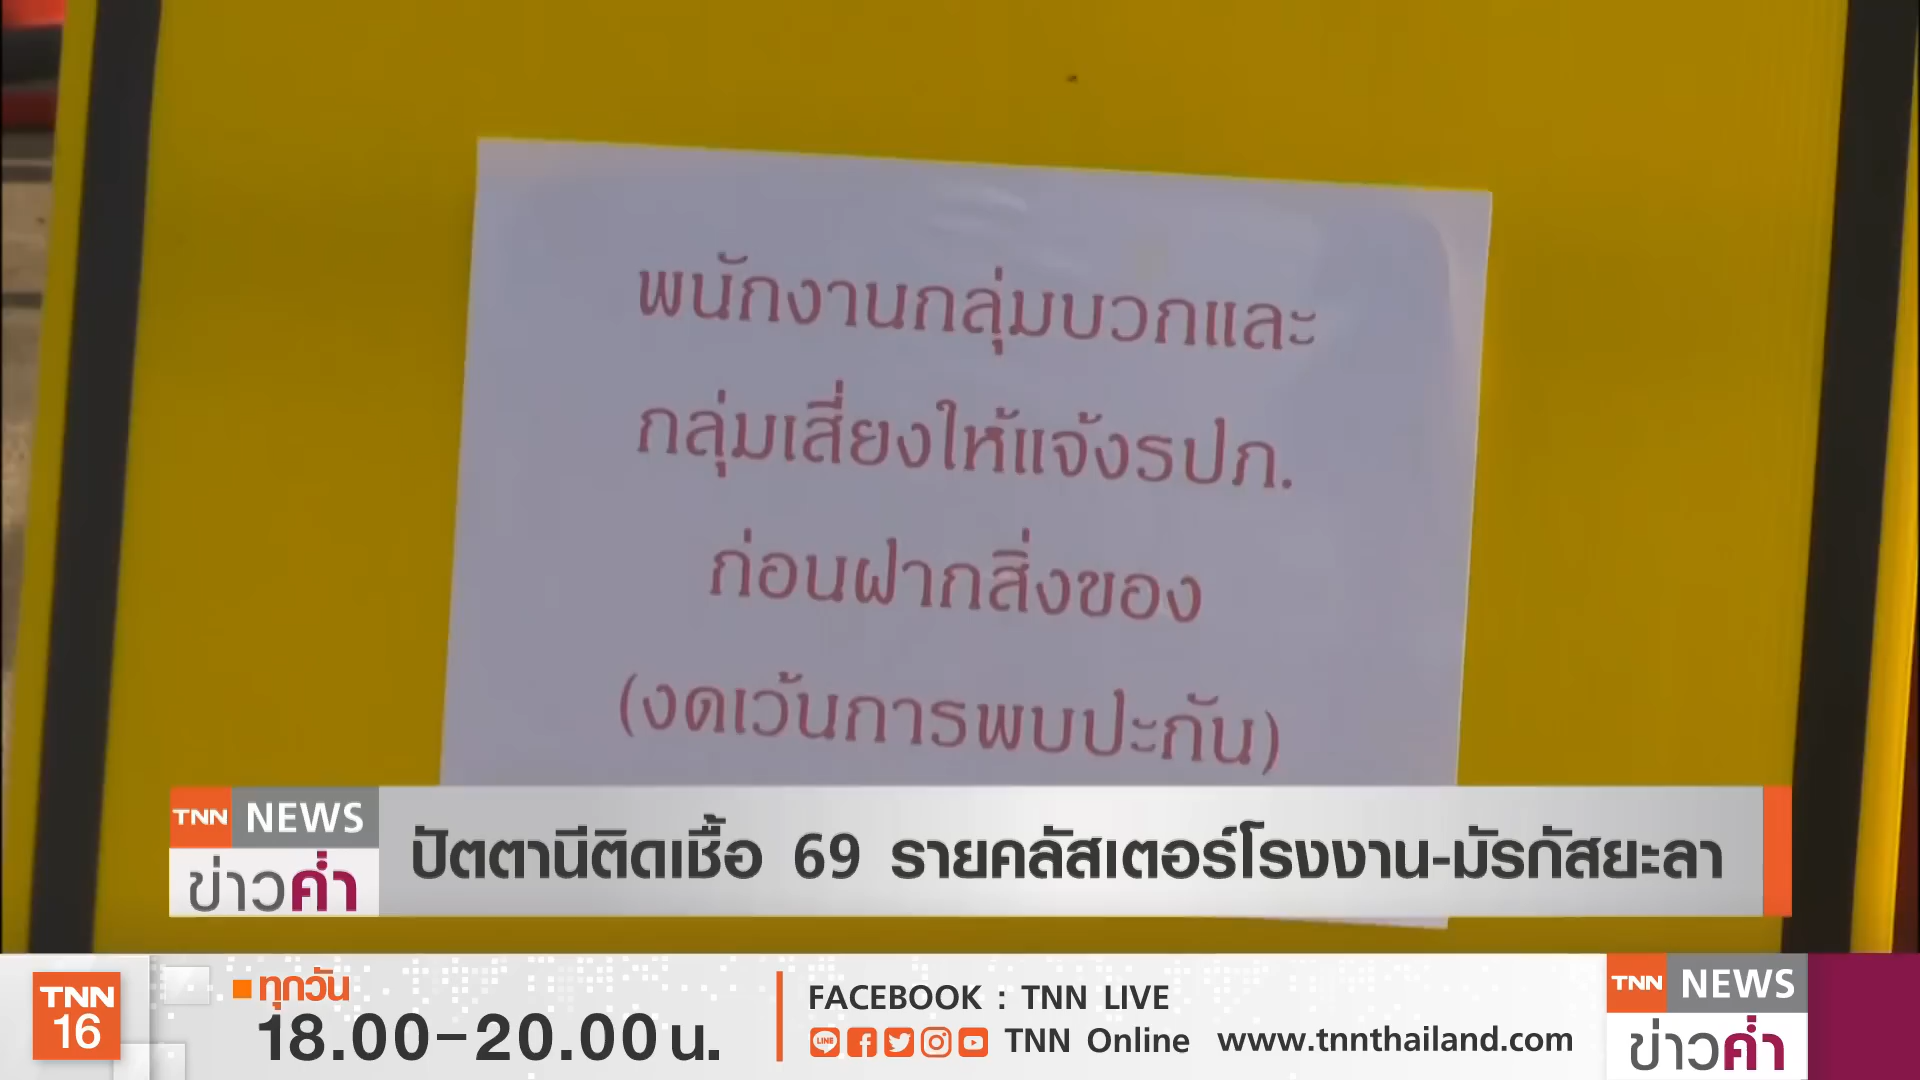 พนักงานกลุ่มบวกและ
กลุ่มเสี่ยงให้แจ้งรปภ.
ก่อนฝากสิ่งของ
(งดเว้นการพบปะกัน)
TNN NEWS
ข่าวค่ำ
ปัตตานีติดเชื้อ 69 รายคลัสเตอร์โรงงาน-มัรกัสยะลา
TNN
16
ทุกวัน
18.00-20.00 น.
FACEBOOK : TNN LIVE
LINE TNN Online www.tnnthailand.com
TNN NEWS
ข่าวค่ำ